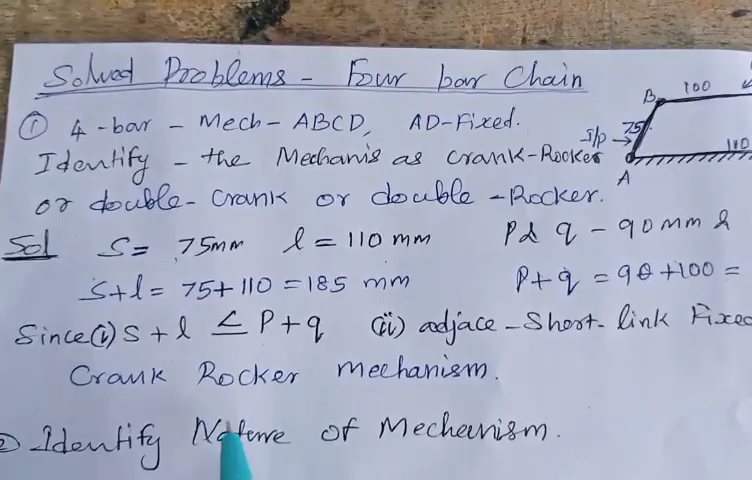 Solved Problems - Four bar Chain
① 4-bar - Mech - ABCD, AD-Fixed.
Identify - the Mechanis as Crank-Rocker
or double-Crank or double-Rocker.
B 100
75
I/p
A 110
Sol S = 75mm l = 110 mm P & q - 90mm &
S+l = 75+110 = 185 mm P+q = 90+100 =
Since (i) S+l ≤ P+q (ii) adjace-Short-link Fixed
Crank Rocker mechanism.
② Identify Nature of Mechanism.